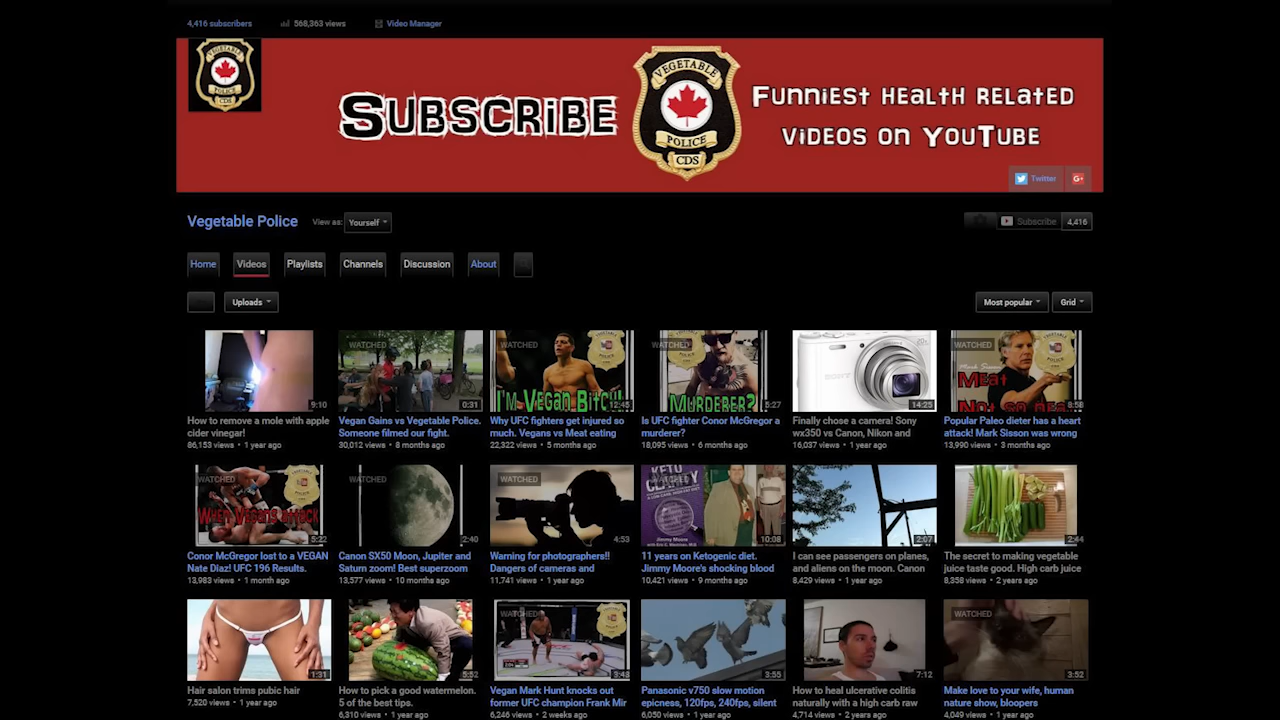 4,416 subscribers
568,363 views
Video Manager
VEGETABLE
POLICE
CDS
SUBSCRIBE
VEGETABLE
POLICE
CDS
FUNNIEST HEALTH RELATED
VIDEOS ON YOUTUBE
Twitter
G+
Vegetable Police
View as:
Yourself
Subscribe
4,416
Home
Videos
Playlists
Channels
Discussion
About
Uploads
Most popular
Grid
9:10
WATCHED
0:31
WATCHED
I'M VEGAN BITCH
12:45
WATCHED
MURDERER?
5:27
SONY
14:25
WATCHED
Mark Sisson
MEAT
8:58
How to remove a mole with apple
cider vinegar!
86,153 views • 1 year ago
Vegan Gains vs Vegetable Police.
Someone filmed our fight.
30,012 views • 8 months ago
Why UFC fighters get injured so
much. Vegans vs Meat eating
22,322 views • 5 months ago
Is UFC fighter Conor McGregor a
murderer?
18,095 views • 6 months ago
Finally chose a camera! Sony
wx350 vs Canon, Nikon and
16,037 views • 1 year ago
Popular Paleo dieter has a heart
attack! Mark Sisson was wrong
13,990 views • 3 months ago
WATCHED
WHEN VEGANS ATTACK
5:22
WATCHED
2:40
WATCHED
4:53
WATCHED
KETO
CLARITY
Jimmy Moore
10:08
2:07
2:44
Conor McGregor lost to a VEGAN
Nate Diaz! UFC 196 Results.
13,983 views • 1 month ago
Canon SX50 Moon, Jupiter and
Saturn zoom! Best superzoom
13,577 views • 10 months ago
Warning for photographers!!
Dangers of cameras and
11,741 views • 1 year ago
11 years on Ketogenic diet.
Jimmy Moore's shocking blood
10,421 views • 9 months ago
I can see passengers on planes,
and aliens on the moon. Canon
8,429 views • 1 year ago
The secret to making vegetable
juice taste good. High carb juice
8,358 views • 2 years ago
1:31
5:52
WATCHED
3:43
3:55
7:12
WATCHED
3:52
Hair salon trims pubic hair
7,520 views • 1 year ago
How to pick a good watermelon.
5 of the best tips.
6,310 views • 1 year ago
Vegan Mark Hunt knocks out
former UFC champion Frank Mir
6,246 views • 2 weeks ago
Panasonic v750 slow motion
epicness, 120fps, 240fps, silent
6,050 views • 1 year ago
How to heal ulcerative colitis
naturally with a high carb raw
4,714 views • 2 years ago
Make love to your wife, human
nature show, bloopers
4,049 views • 1 year ago